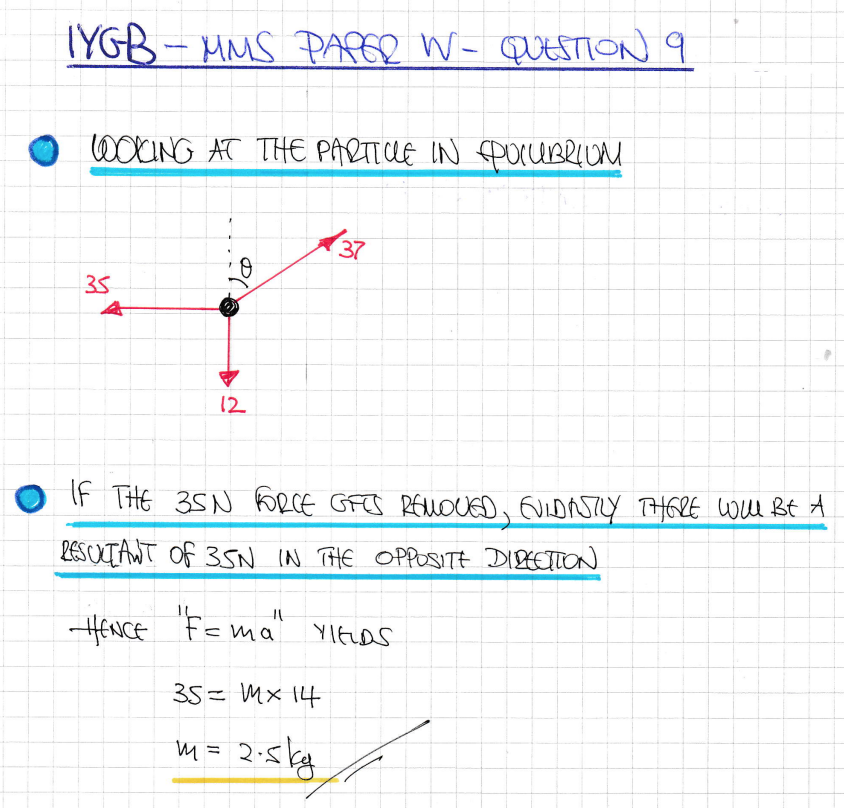 IYGB - MMS PAPER W - QUESTION 9
LOOKING AT THE PARTICLE IN EQUILIBRIUM
θ
37
35
12
IF THE 35N FORCE GETS REMOVED, EVIDENTLY THERE WILL BE A
RESULTANT OF 35N IN THE OPPOSITE DIRECTION
HENCE "F = ma" YIELDS
35 = m × 14
m = 2.5 kg